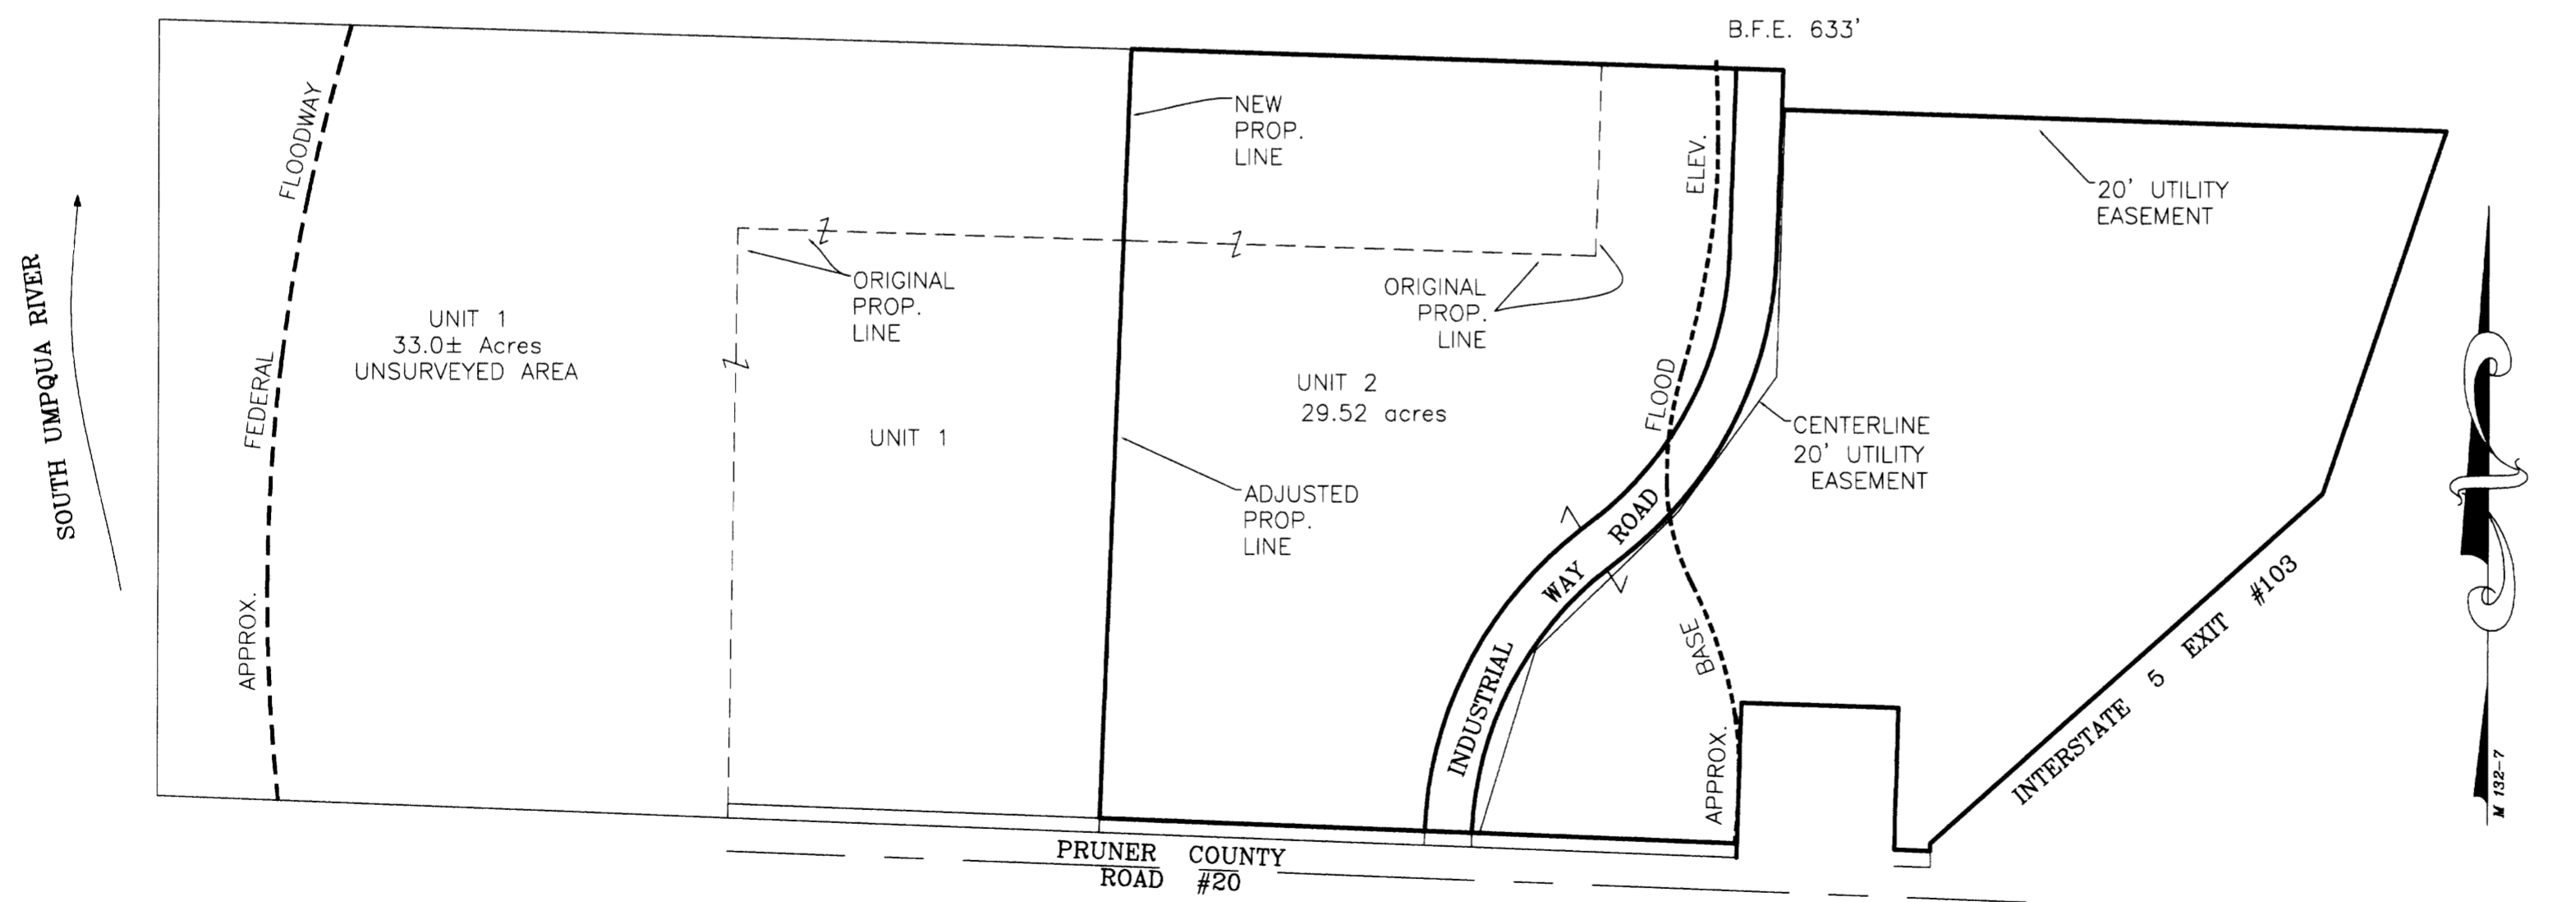 B.F.E. 633'
NEW
PROP.
LINE
FLOODWAY
FEDERAL
APPROX.
SOUTH UMPQUA RIVER
UNIT 1
33.0± Acres
UNSURVEYED AREA
ORIGINAL
PROP.
LINE
UNIT 1
ORIGINAL
PROP.
LINE
UNIT 2
29.52 acres
ADJUSTED
PROP.
LINE
ELEV.
FLOOD
BASE
APPROX.
20' UTILITY
EASEMENT
CENTERLINE
20' UTILITY
EASEMENT
INDUSTRIAL WAY ROAD
INTERSTATE 5 EXIT #103
PRUNER COUNTY
ROAD #20
M 132-7